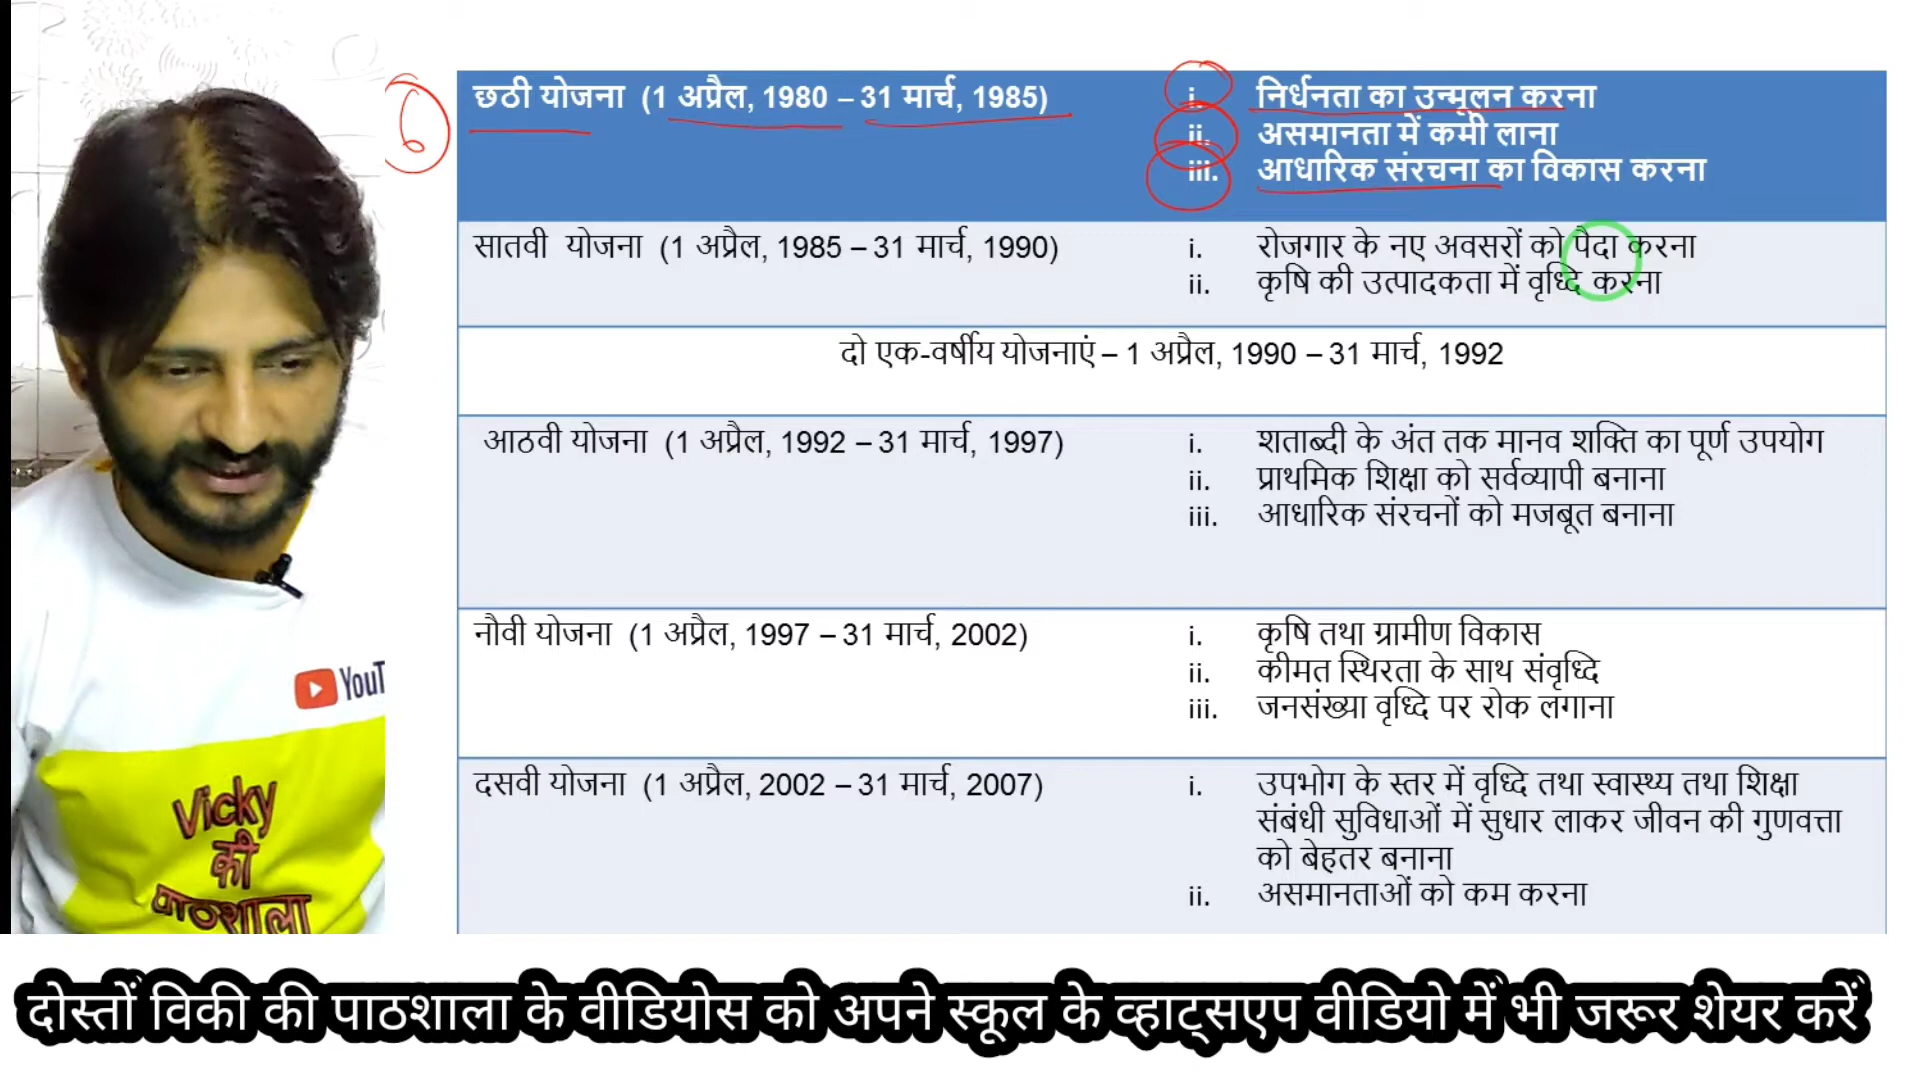 6
छठी योजना (1 अप्रैल, 1980 – 31 मार्च, 1985)
i. निर्धनता का उन्मूलन करना
ii. असमानता में कमी लाना
iii. आधारिक संरचना का विकास करना
सातवी योजना (1 अप्रैल, 1985 – 31 मार्च, 1990)
i. रोजगार के नए अवसरों को पैदा करना
ii. कृषि की उत्पादकता में वृध्दि करना
दो एक-वर्षीय योजनाएं – 1 अप्रैल, 1990 – 31 मार्च, 1992
आठवी योजना (1 अप्रैल, 1992 – 31 मार्च, 1997)
i. शताब्दी के अंत तक मानव शक्ति का पूर्ण उपयोग
ii. प्राथमिक शिक्षा को सर्वव्यापी बनाना
iii. आधारिक संरचनों को मजबूत बनाना
नौवी योजना (1 अप्रैल, 1997 – 31 मार्च, 2002)
i. कृषि तथा ग्रामीण विकास
ii. कीमत स्थिरता के साथ संवृध्दि
iii. जनसंख्या वृध्दि पर रोक लगाना
दसवी योजना (1 अप्रैल, 2002 – 31 मार्च, 2007)
i. उपभोग के स्तर में वृध्दि तथा स्वास्थ्य तथा शिक्षा
संबंधी सुविधाओं में सुधार लाकर जीवन की गुणवत्ता
को बेहतर बनाना
ii. असमानताओं को कम करना
YouT
Vicky
की
पाठशाला
दोस्तों विकी की पाठशाला के वीडियोस को अपने स्कूल के व्हाट्सएप वीडियो में भी जरूर शेयर करें